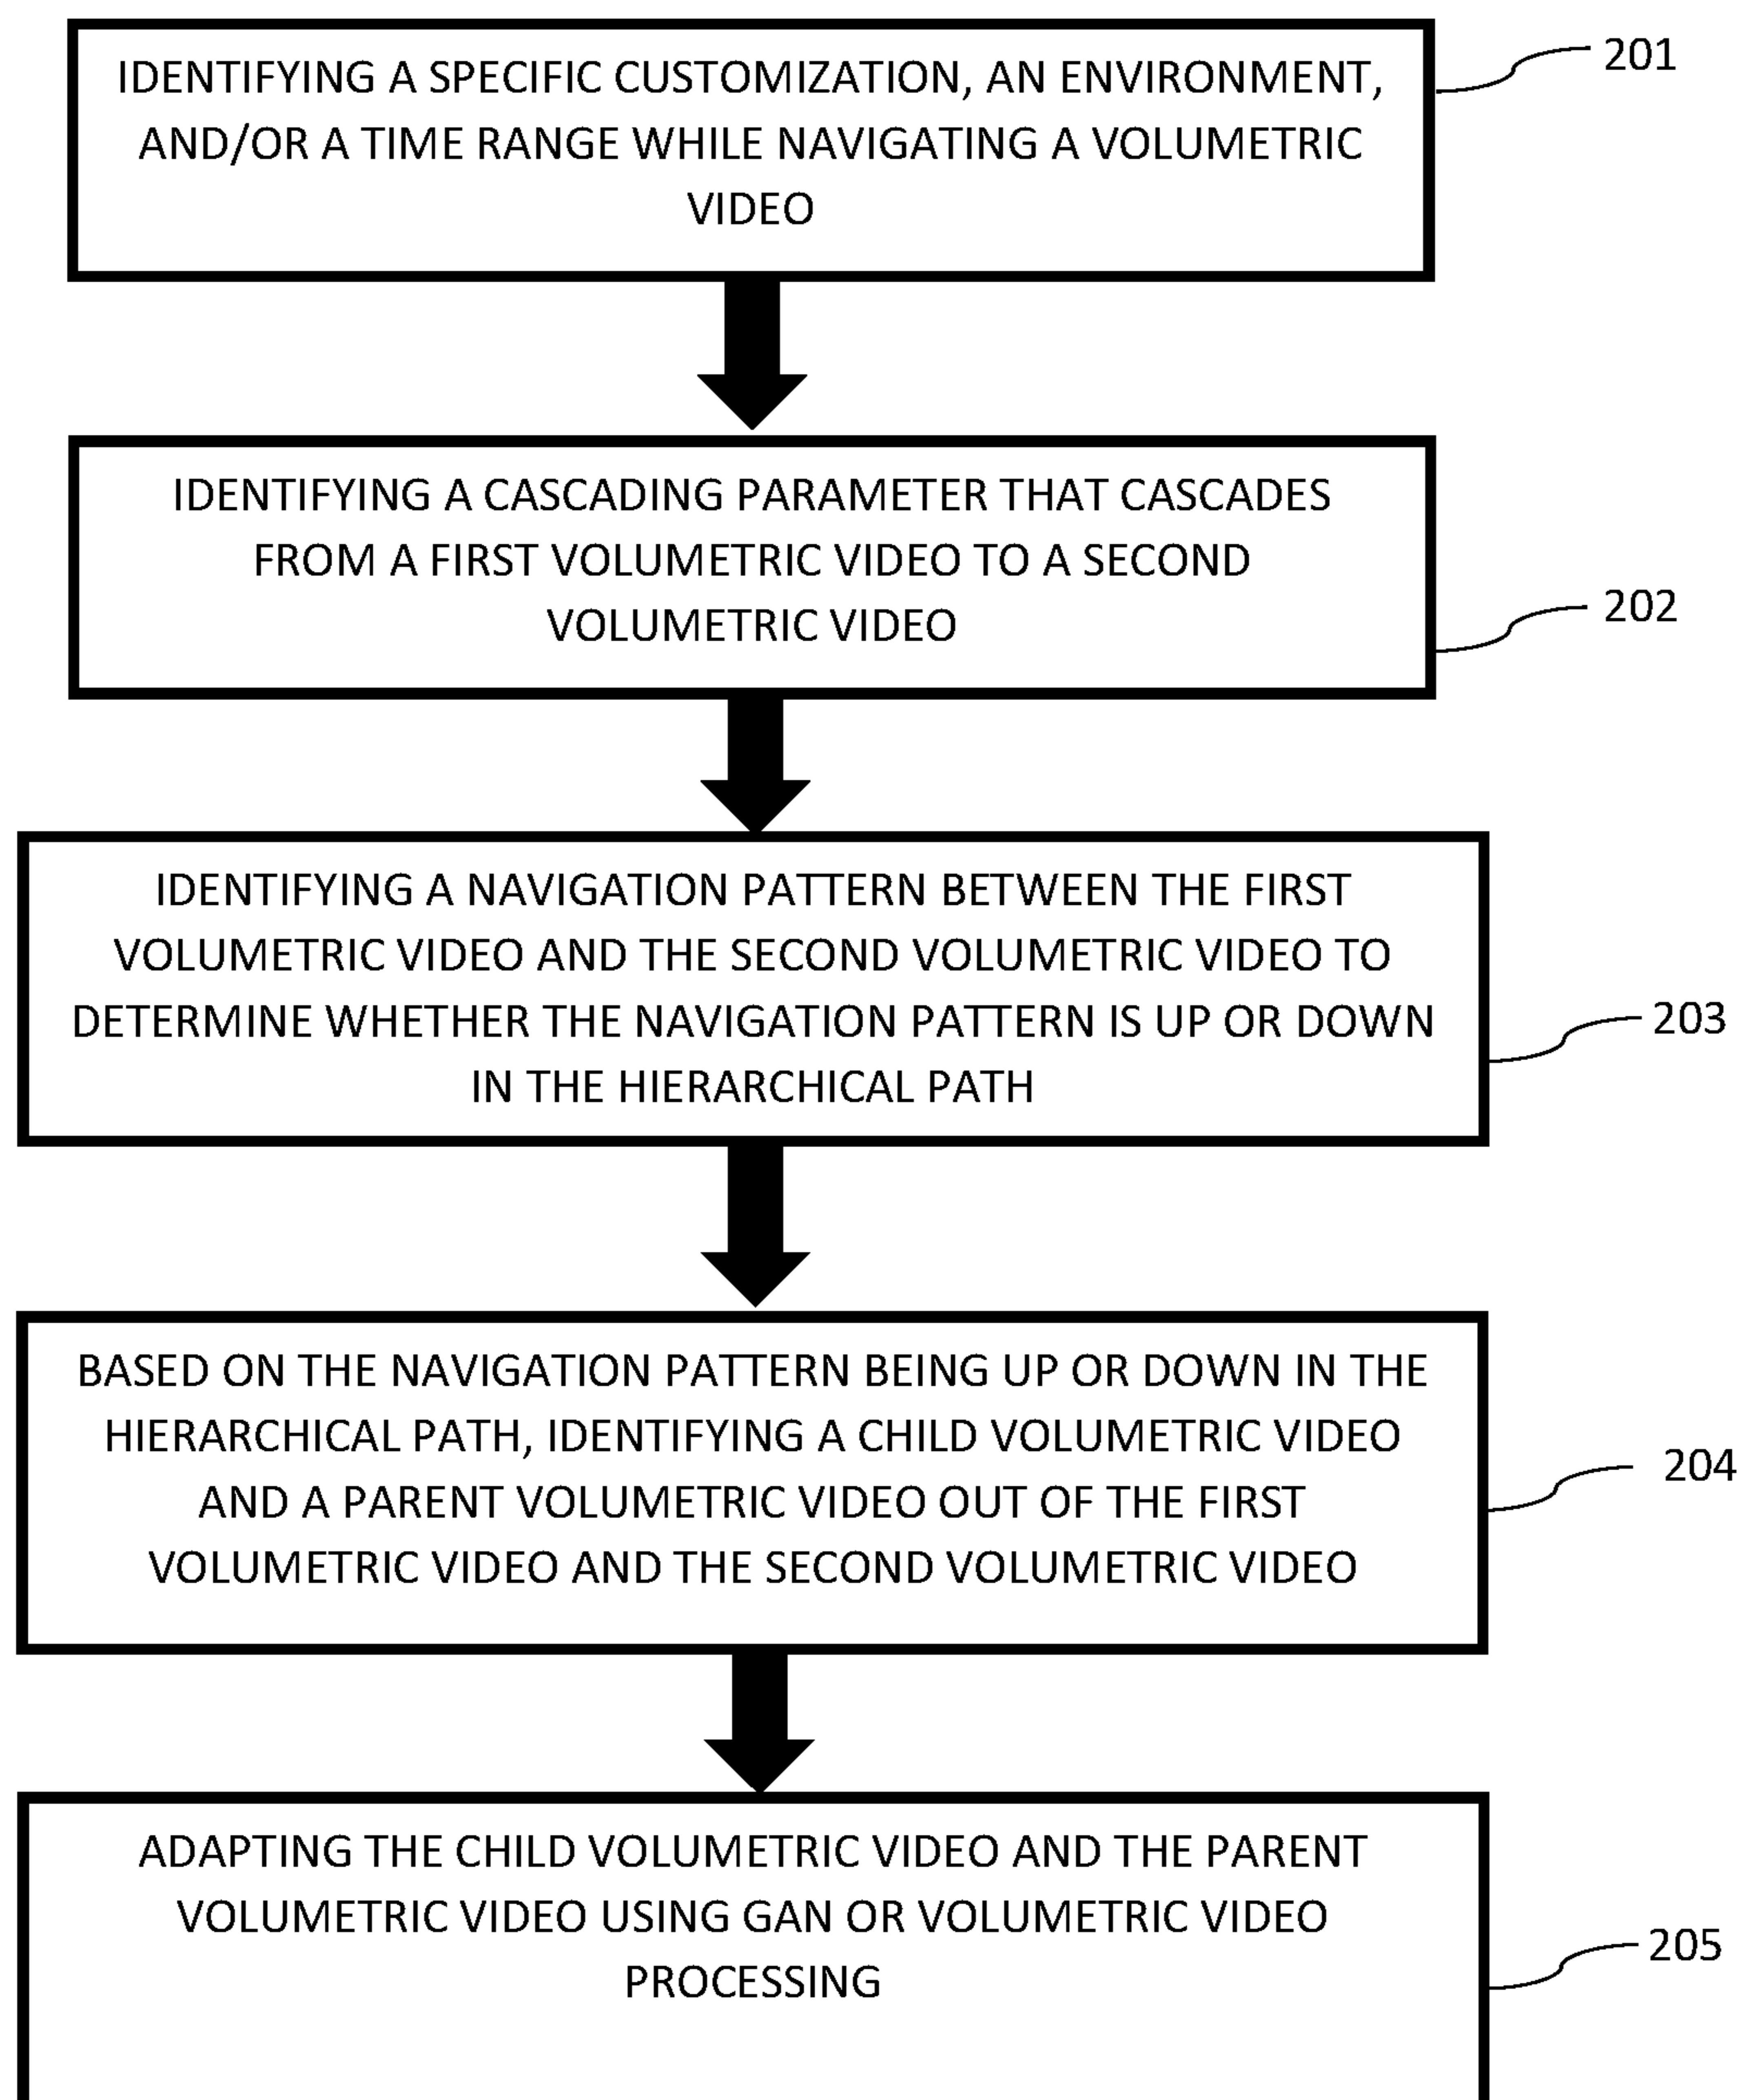 IDENTIFYING A SPECIFIC CUSTOMIZATION, AN ENVIRONMENT,
AND/OR A TIME RANGE WHILE NAVIGATING A VOLUMETRIC
VIDEO
201
IDENTIFYING A CASCADING PARAMETER THAT CASCADES
FROM A FIRST VOLUMETRIC VIDEO TO A SECOND
VOLUMETRIC VIDEO
202
IDENTIFYING A NAVIGATION PATTERN BETWEEN THE FIRST
VOLUMETRIC VIDEO AND THE SECOND VOLUMETRIC VIDEO TO
DETERMINE WHETHER THE NAVIGATION PATTERN IS UP OR DOWN
IN THE HIERARCHICAL PATH
203
BASED ON THE NAVIGATION PATTERN BEING UP OR DOWN IN THE
HIERARCHICAL PATH, IDENTIFYING A CHILD VOLUMETRIC VIDEO
AND A PARENT VOLUMETRIC VIDEO OUT OF THE FIRST
VOLUMETRIC VIDEO AND THE SECOND VOLUMETRIC VIDEO
204
ADAPTING THE CHILD VOLUMETRIC VIDEO AND THE PARENT
VOLUMETRIC VIDEO USING GAN OR VOLUMETRIC VIDEO
PROCESSING
205